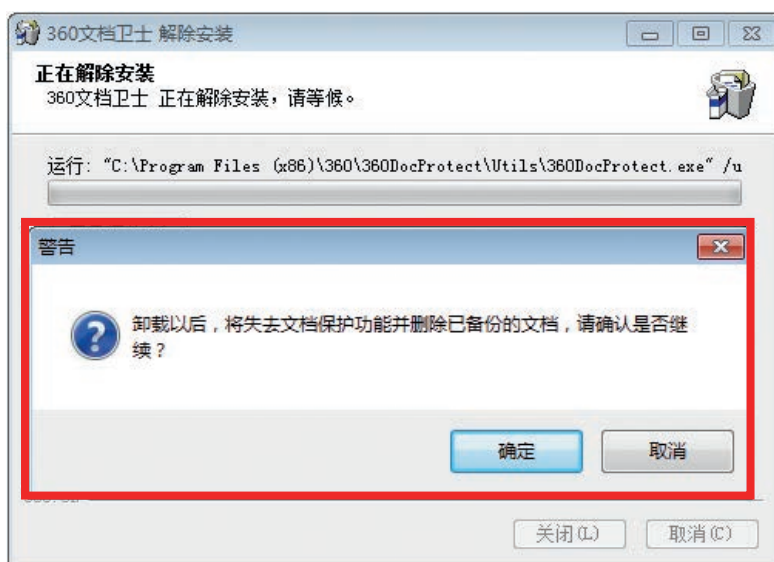 360文档卫士 解除安装
正在解除安装
360文档卫士 正在解除安装，请等候。
运行: "C:\Program Files (x86)\360\360DocProtect\Utils\360DocProtect.exe" /u
警告
卸载以后，将失去文档保护功能并删除已备份的文档，请确认是否继
续？
确定
取消
关闭(L)
取消(C)